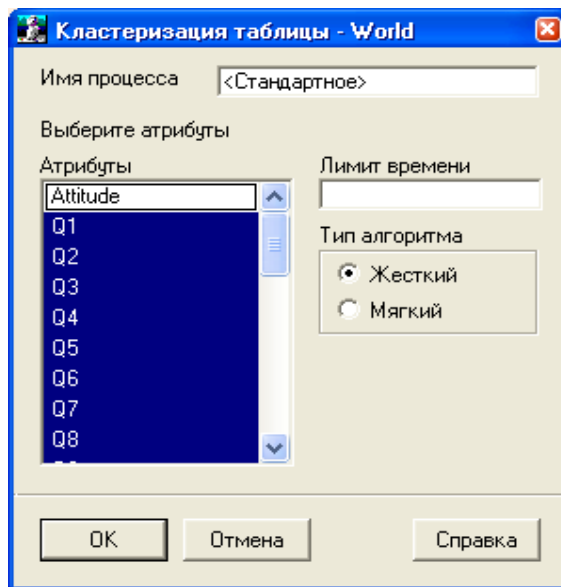 Кластеризация таблицы - World
Имя процесса
<Стандартное>
Выберите атрибуты
Атрибуты
Attitude
Q1
Q2
Q3
Q4
Q5
Q6
Q7
Q8
Лимит времени
Тип алгоритма
Жесткий
Мягкий
OK
Отмена
Справка